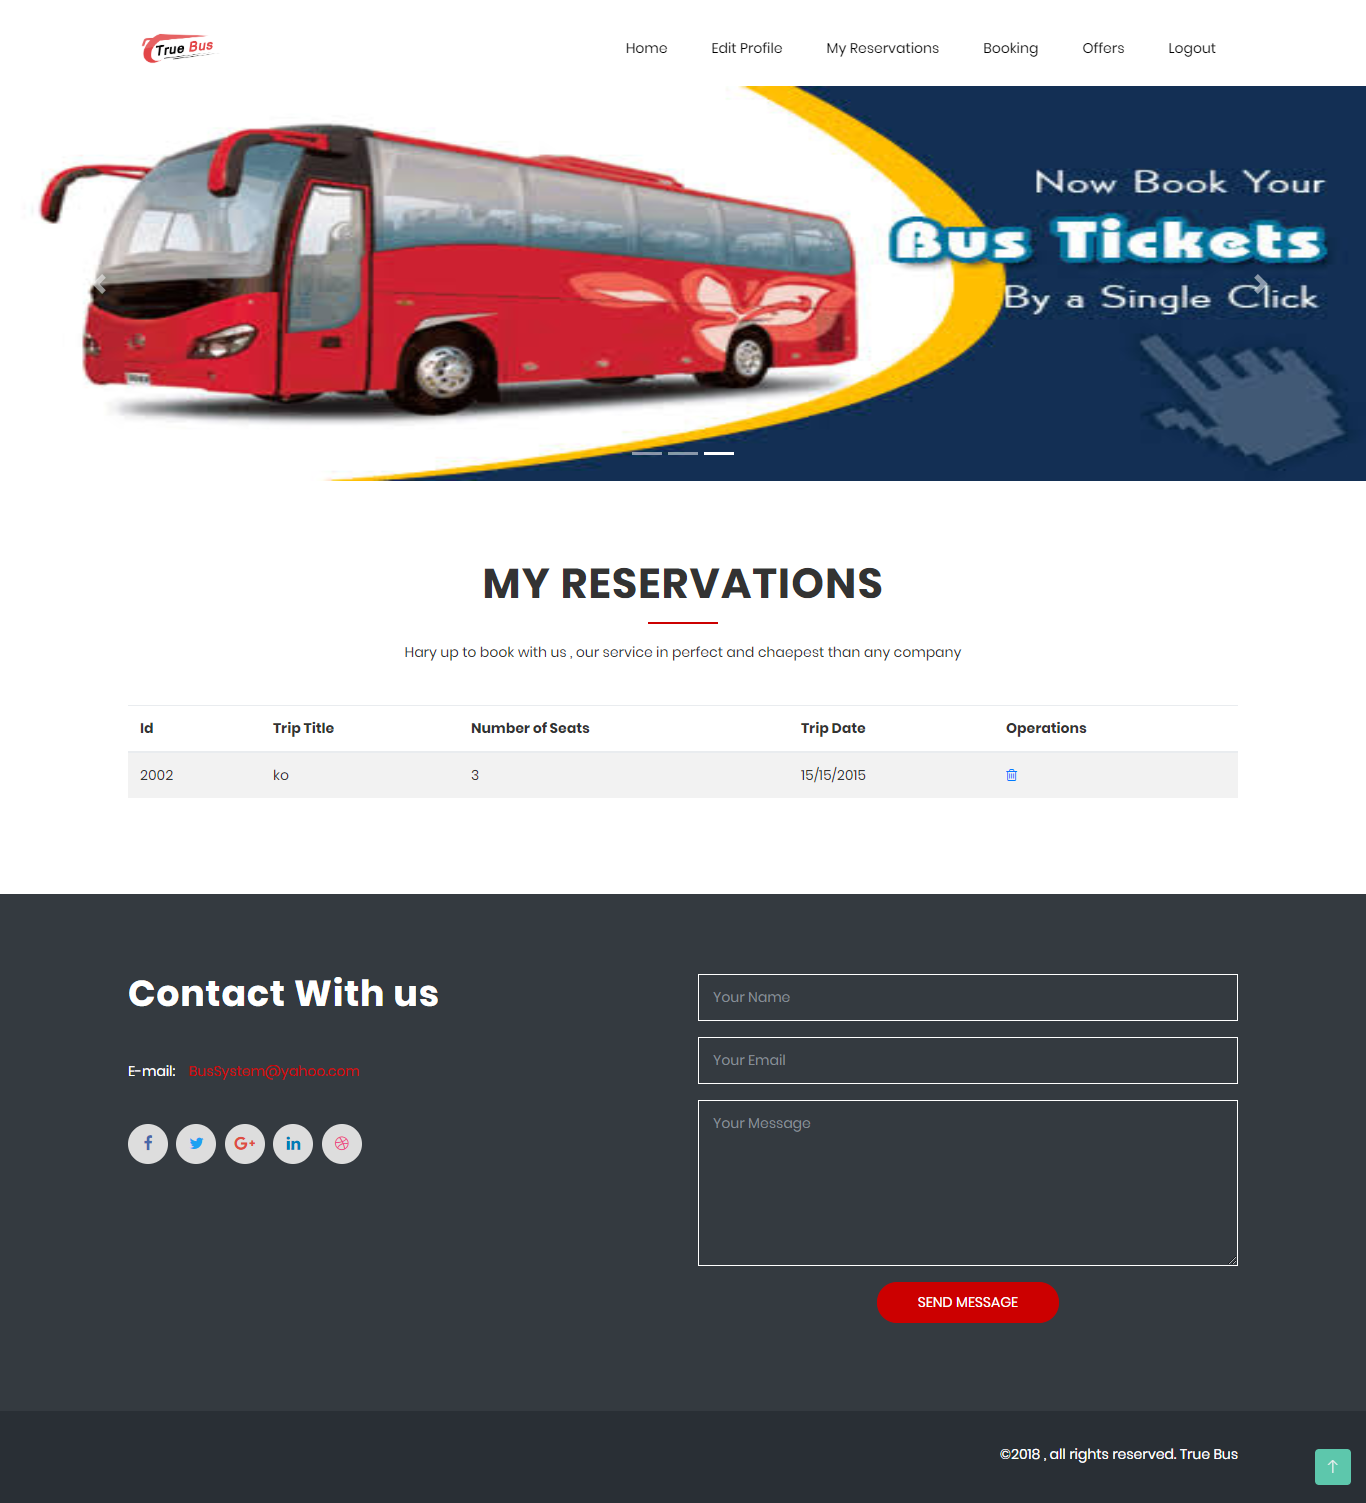 True Bus
Home Edit Profile My Reservations Booking Offers Logout
Now Book Your
Bus Tickets
By a Single Click
MY RESERVATIONS
Hary up to book with us , our service in perfect and chaepest than any company
Id Trip Title Number of Seats Trip Date Operations
2002 ko 3 15/15/2015
Contact With us
E-mail: BusSystem@yahoo.com
Your Name
Your Email
Your Message
SEND MESSAGE
©2018 , all rights reserved. True Bus